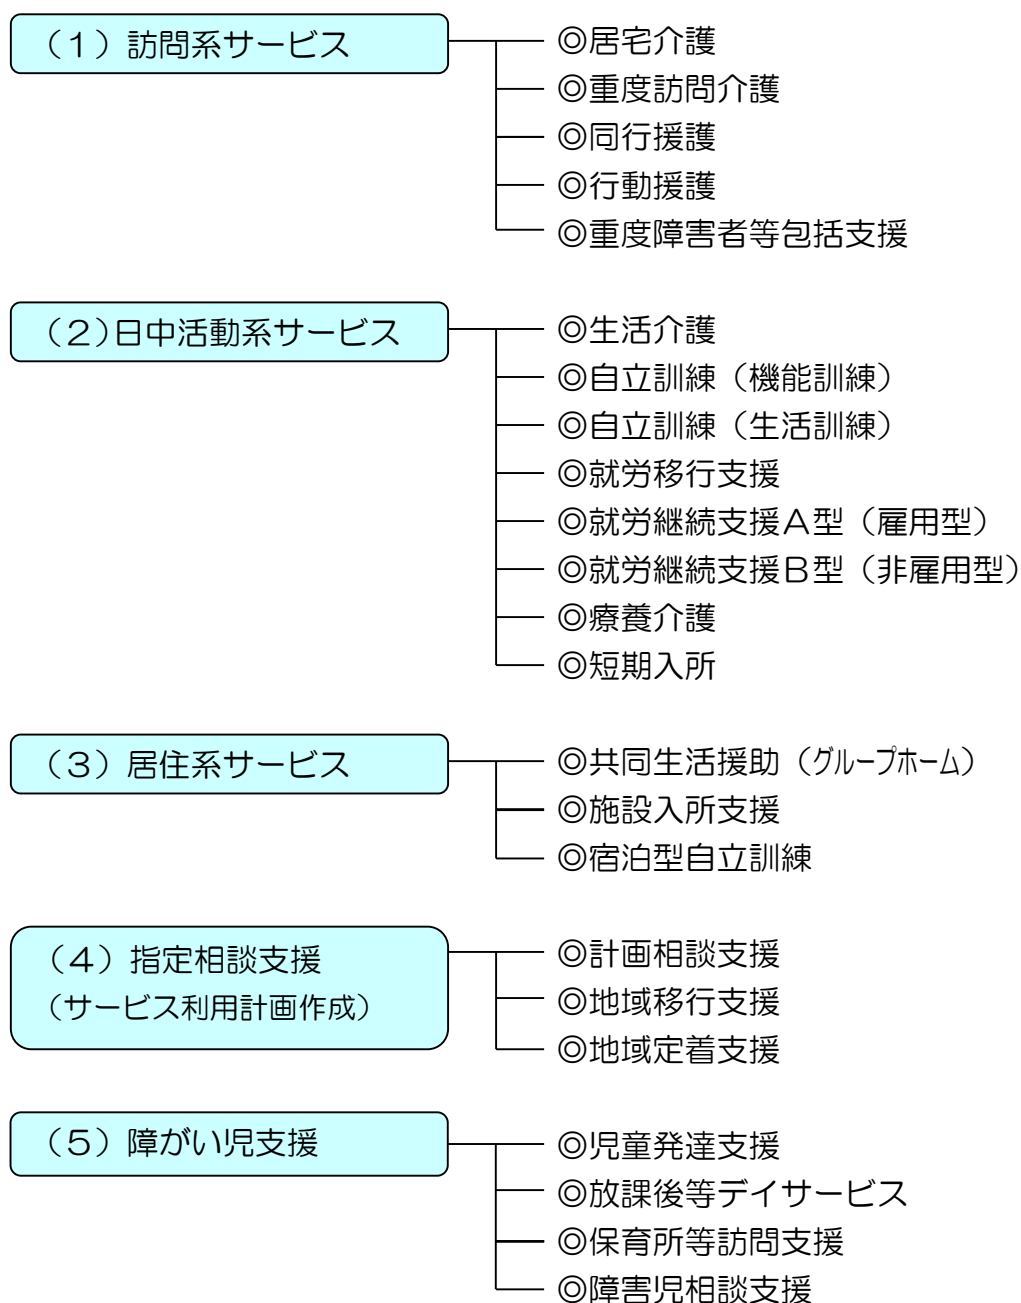 （１）訪問系サービス
◎居宅介護
◎重度訪問介護
◎同行援護
◎行動援護
◎重度障害者等包括支援
（２）日中活動系サービス
◎生活介護
◎自立訓練（機能訓練）
◎自立訓練（生活訓練）
◎就労移行支援
◎就労継続支援Ａ型（雇用型）
◎就労継続支援Ｂ型（非雇用型）
◎療養介護
◎短期入所
（３）居住系サービス
◎共同生活援助（グループホーム）
◎施設入所支援
◎宿泊型自立訓練
（４）指定相談支援
（サービス利用計画作成）
◎計画相談支援
◎地域移行支援
◎地域定着支援
（５）障がい児支援
◎児童発達支援
◎放課後等デイサービス
◎保育所等訪問支援
◎障害児相談支援